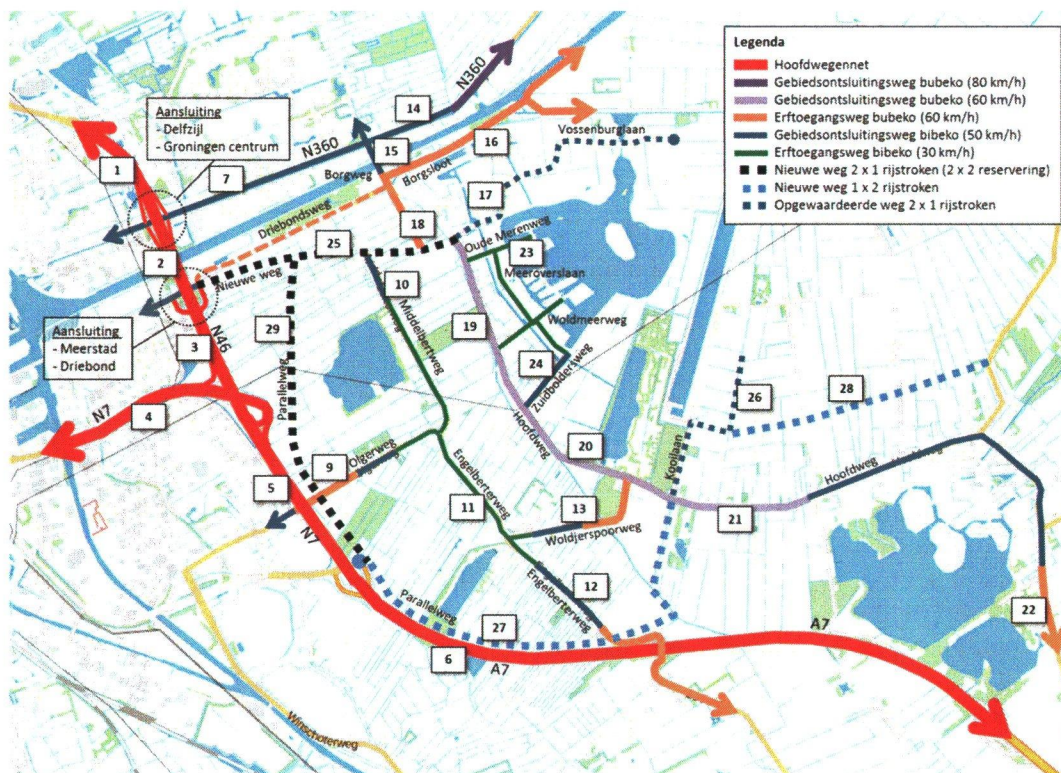 Legenda
Hoofdwegennet
Gebiedsontsluitingsweg bubeko (80 km/h)
Gebiedsontsluitingsweg bubeko (60 km/h)
Erftoegangsweg bubeko (60 km/h)
Gebiedsontsluitingsweg bibeko (50 km/h)
Erftoegangsweg bibeko (30 km/h)
Nieuwe weg 2 x 1 rijstroken (2 x 2 reservering)
Nieuwe weg 1 x 2 rijstroken
Opgewaardeerde weg 2 x 1 rijstroken
Aansluiting
- Delfzijl
- Groningen centrum
Aansluiting
- Meerstad
- Driebond
N360
14
N360
15
16
Vossenburglaan
1
7
Borgweg
Borgsloot
17
Driebondsweg
18
25
Oude Merenweg
23
2
Nieuwe weg
10
Meeroverslaan
29
Middelbertweg
19
Woldmeerweg
3
N46
Parallelweg
24
Zuidboldersweg
26
28
4
N7
Hoofdweg
20
Koolaan
Hoofdweg
9
Olgerweg
5
Engelberterweg
11
13
21
N7
Woldjerspoorweg
12
Engelberterweg
22
Parallelweg
27
6
A7
A7
Winschoterweg